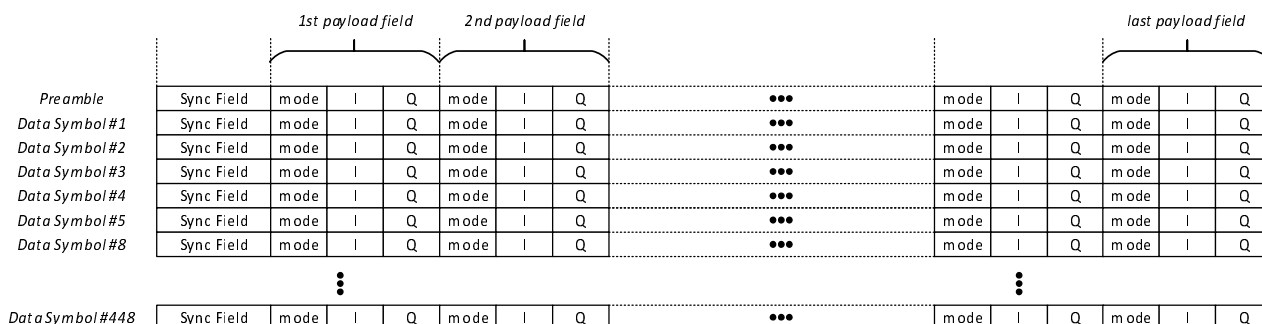 1st payload field 2nd payload field last payload field
Preamble Sync Field mode I Q mode I Q ●●● mode I Q mode I Q
Data Symbol #1 Sync Field mode I Q mode I Q ●●● mode I Q mode I Q
Data Symbol #2 Sync Field mode I Q mode I Q ●●● mode I Q mode I Q
Data Symbol #3 Sync Field mode I Q mode I Q ●●● mode I Q mode I Q
Data Symbol #4 Sync Field mode I Q mode I Q ●●● mode I Q mode I Q
Data Symbol #5 Sync Field mode I Q mode I Q ●●● mode I Q mode I Q
Data Symbol #8 Sync Field mode I Q mode I Q ●●● mode I Q mode I Q
Data Symbol #448 Sync Field mode I Q mode I Q ●●● mode I Q mode I Q